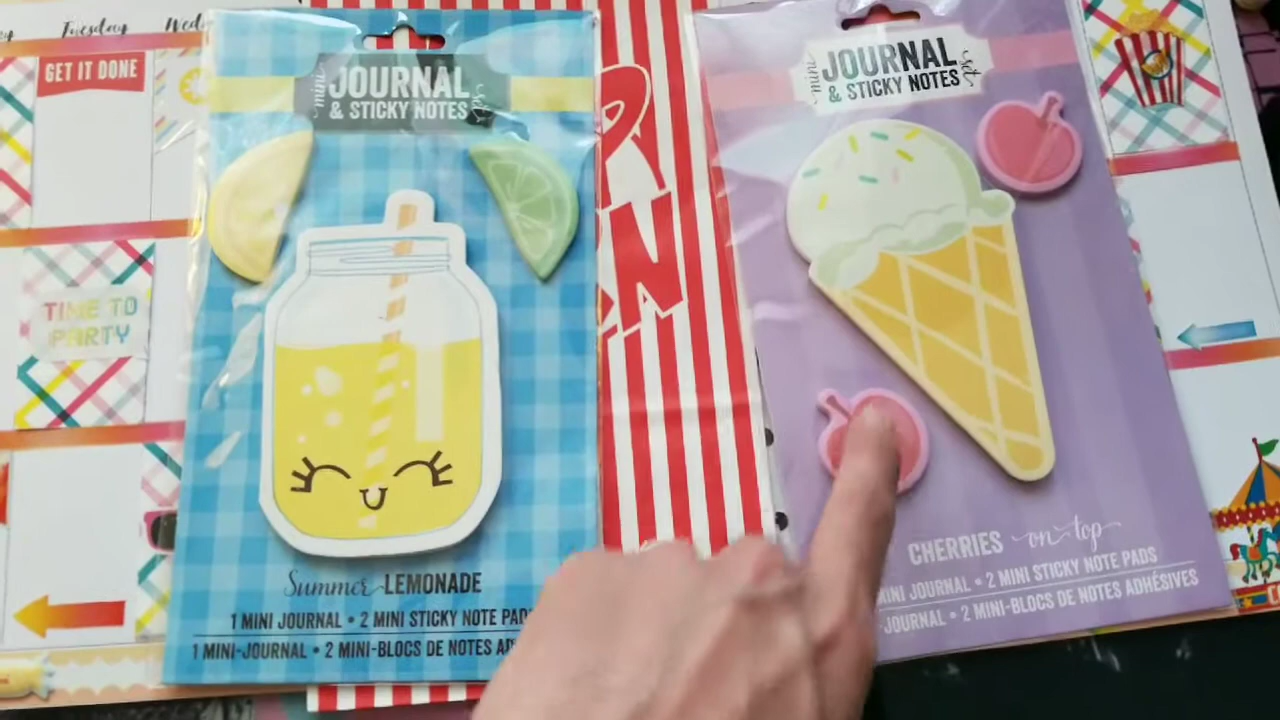 Tuesday
GET IT DONE
TIME TO
PARTY
mini JOURNAL set
& STICKY NOTES
Summer LEMONADE
1 MINI JOURNAL • 2 MINI STICKY NOTE
1 MINI-JOURNAL • 2 MINI-BLOCS DE NOTES
mini JOURNAL set
& STICKY NOTES
CHERRIES on top
JOURNAL • 2 MINI STICKY NOTE PADS
JOURNAL • 2 MINI-BLOCS DE NOTES ADHÉSIVES